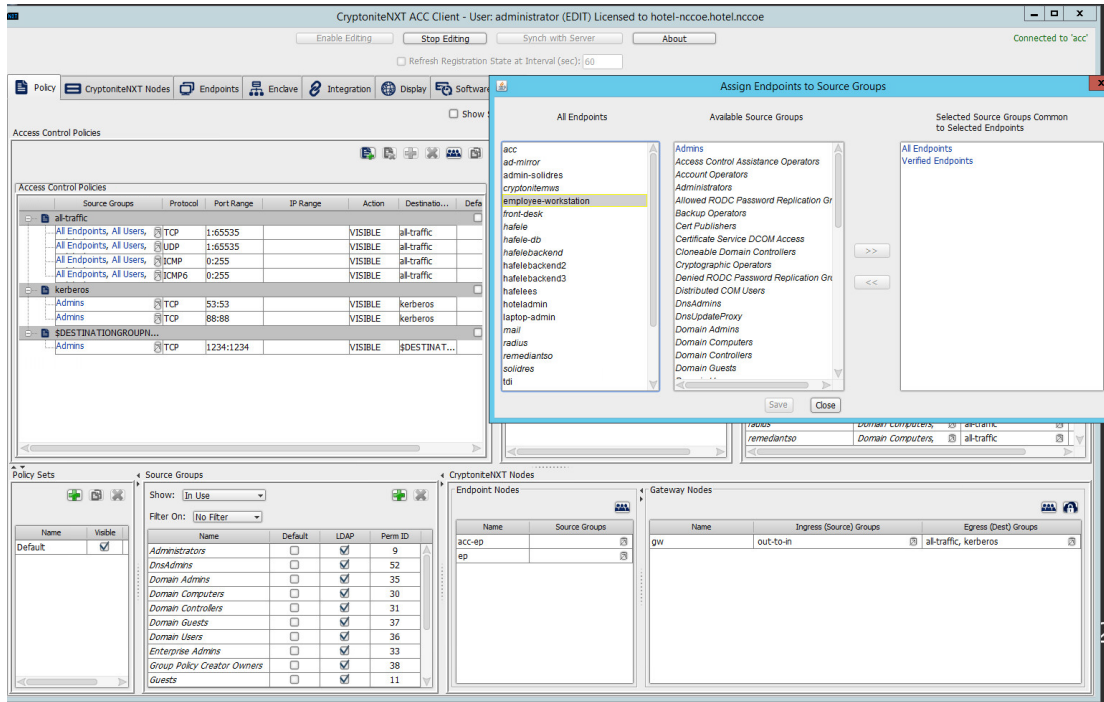 NXT
CryptoniteNXT ACC Client - User: administrator (EDIT) Licensed to hotel-nccoe.hotel.nccoe
Enable Editing Stop Editing Synch with Server About Connected to 'acc'
Refresh Registration State at Interval (sec): 60
Policy CryptoniteNXT Nodes Endpoints Enclave Integration Display Software
Show
Access Control Policies
Access Control Policies
Source Groups Protocol Port Range IP Range Action Destinatio... Defa
all-traffic
All Endpoints, All Users, TCP 1:65535 VISIBLE all-traffic
All Endpoints, All Users, UDP 1:65535 VISIBLE all-traffic
All Endpoints, All Users, ICMP 0:255 VISIBLE all-traffic
All Endpoints, All Users, ICMP6 0:255 VISIBLE all-traffic
kerberos
Admins TCP 53:53 VISIBLE kerberos
Admins TCP 88:88 VISIBLE kerberos
$DESTINATIONGROUPN...
Admins TCP 1234:1234 VISIBLE $DESTINAT...
Assign Endpoints to Source Groups
All Endpoints
acc
ad-mirror
admin-solidres
cryptonitemws
employee-workstation
front-desk
hafele
hafele-db
hafelebackend
hafelebackend2
hafelebackend3
hafelees
hoteladmin
laptop-admin
mail
radius
remediantso
solidres
tdi
Available Source Groups
Admins
Access Control Assistance Operators
Account Operators
Administrators
Allowed RODC Password Replication Group
Backup Operators
Cert Publishers
Certificate Service DCOM Access
Cloneable Domain Controllers
Cryptographic Operators
Denied RODC Password Replication Gr
Distributed COM Users
DnsAdmins
DnsUpdateProxy
Domain Admins
Domain Computers
Domain Controllers
Domain Guests
>>
<<
Selected Source Groups Common
to Selected Endpoints
All Endpoints
Verified Endpoints
Save Close
radius Domain Computers, all-traffic
remediantso Domain Computers, all-traffic
Policy Sets
Name Visible
Default
Source Groups
Show: In Use
Filter On: No Filter
Name Default LDAP Perm ID
Administrators 9
DnsAdmins 52
Domain Admins 35
Domain Computers 30
Domain Controllers 31
Domain Guests 37
Domain Users 36
Enterprise Admins 33
Group Policy Creator Owners 38
Guests 11
CryptoniteNXT Nodes
Endpoint Nodes
Name Source Groups
acc-ep
ep
Gateway Nodes
Name Ingress (Source) Groups Egress (Dest) Groups
gw out-to-in all-traffic, kerberos